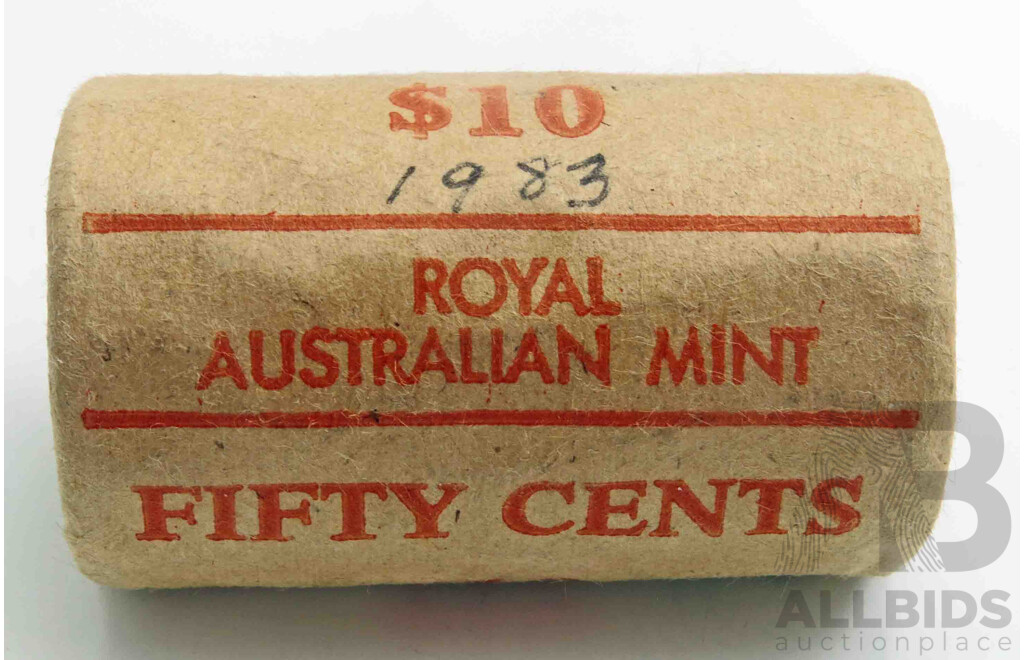 $10
1983
ROYAL
AUSTRALIAN MINT
FIFTY CENTS
B
ALLBIDS
auctionplace